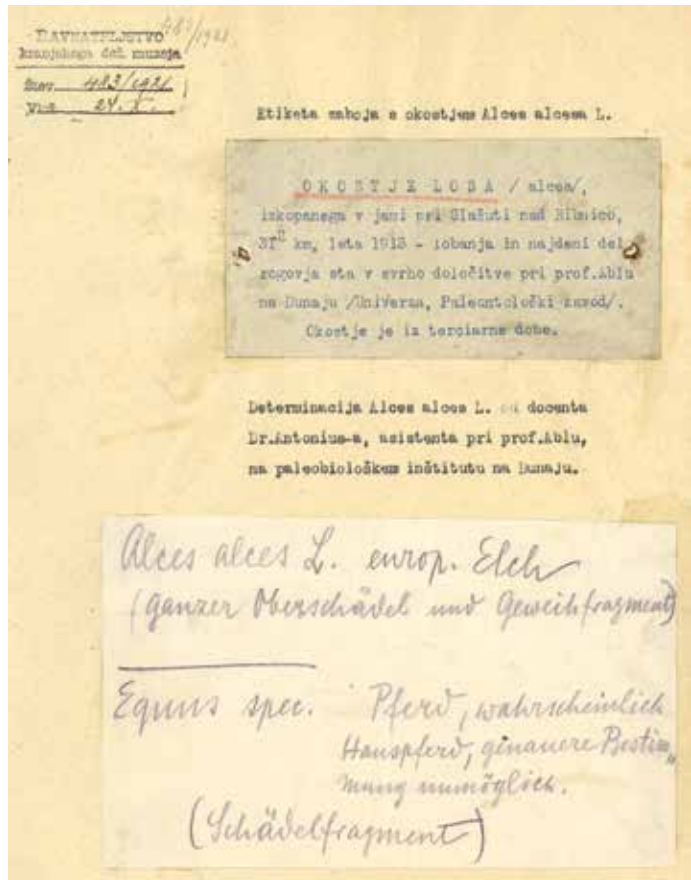 RAVNATELJSTVO
kranjskega dež. muzeja
483/1921
štev. 483/1921
24. X.
Etiketa zaboja s okostjem Alces alcesa L.
OKOSTJE LOSA / alces/,
izkopanega v jami pri Glažuti nad Ribnico,
km, leta 1913 - lobanja in najdeni del
rogovja sta v svrho določitve pri prof.Ablu
na Dunaju /Univerza, Paleontološki zavod/.
Okostje je iz terciarne dobe.
Determinacija Alces alces L. od docenta
Dr.Antonius-a, asistenta pri prof.Ablu,
na paleobiološkem inštitutu na Dunaju.
Alces alces L. europ. Elch
(ganzer Oberschädel und Geweihfragment)
Equus spec. Pferd, wahrscheinlich
Hauspferd, genauere Bestim„
mung unmöglich.
(Schädelfragment)